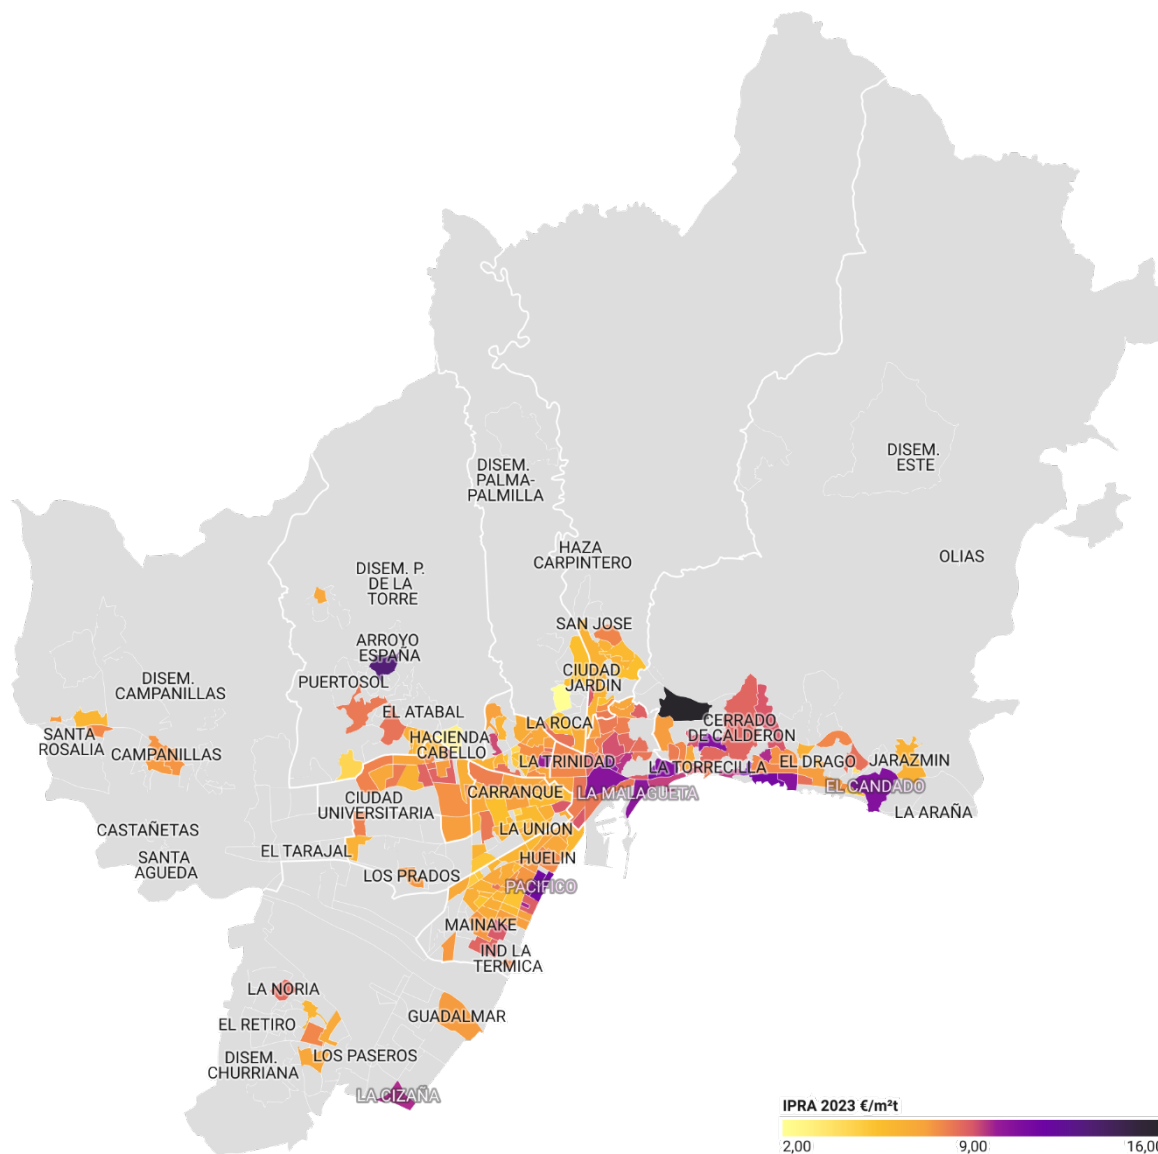 DISEM.
ESTE
DISEM.
PALMA-
PALMILLA
HAZA
CARPINTERO
OLIAS
DISEM. P.
DE LA
TORRE
SAN JOSE
ARROYO
ESPAÑA
CIUDAD
JARDIN
PUERTOSOL
DISEM.
CAMPANILLAS
EL ATABAL
LA ROCA
CERRADO
DE CALDERON
SANTA
ROSALIA
CAMPANILLAS
HACIENDA
CABELLO
LA TRINIDAD
LA TORRECILLA
EL DRAGO
JARAZMIN
EL CANDADO
CARRANQUE
LA MALAGUETA
CIUDAD
UNIVERSITARIA
LA ARAÑA
CASTAÑETAS
LA UNION
EL TARAJAL
SANTA
AGUEDA
HUELIN
LOS PRADOS
PACIFICO
MAINAKE
IND LA
TERMICA
LA NORIA
GUADALMAR
EL RETIRO
LOS PASEROS
DISEM.
CHURRIANA
LA CIZAÑA
IPRA 2023 €/m²t
2,00 9,00 16,00